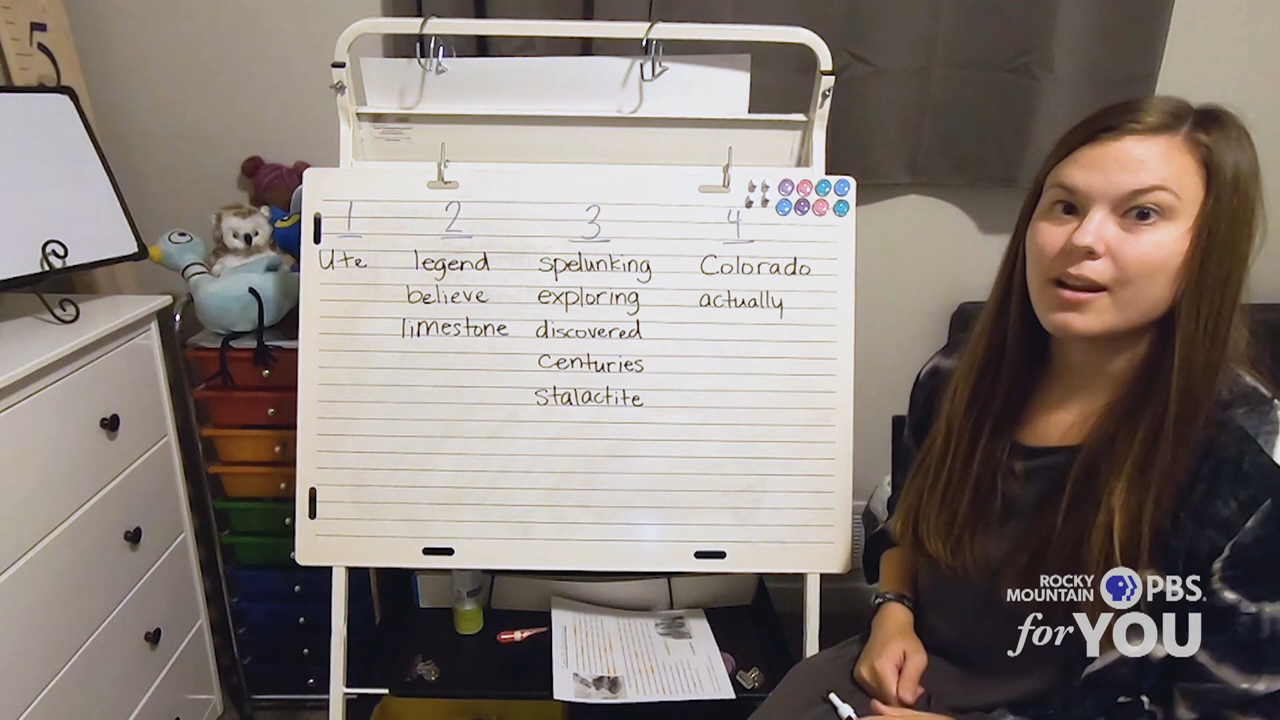 5
1 2 3 4
Ute legend spelunking Colorado
believe exploring actually
limestone discovered
Centuries
Stalactite
ROCKY
MOUNTAIN PBS.
for YOU